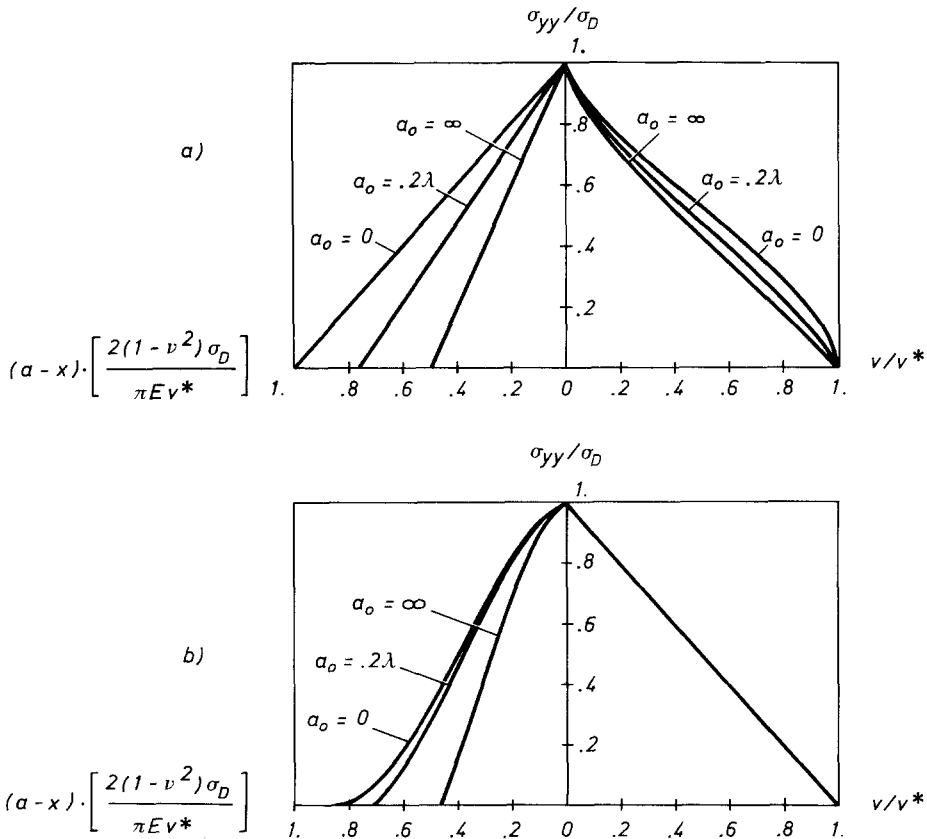 σyy/σD
1.
a)
.8
.6
.4
.2
a₀ = ∞
a₀ = .2λ
a₀ = 0
a₀ = ∞
a₀ = .2λ
a₀ = 0
(a - x)·[2(1 - ν²)σD / πEv*]
1. .8 .6 .4 .2 0 .2 .4 .6 .8 1.
v/v*
σyy/σD
1.
b)
.8
.6
.4
.2
a₀ = ∞
a₀ = .2λ
a₀ = 0
(a - x)·[2(1 - ν²)σD / πEv*]
1. .8 .6 .4 .2 0 .2 .4 .6 .8 1.
v/v*